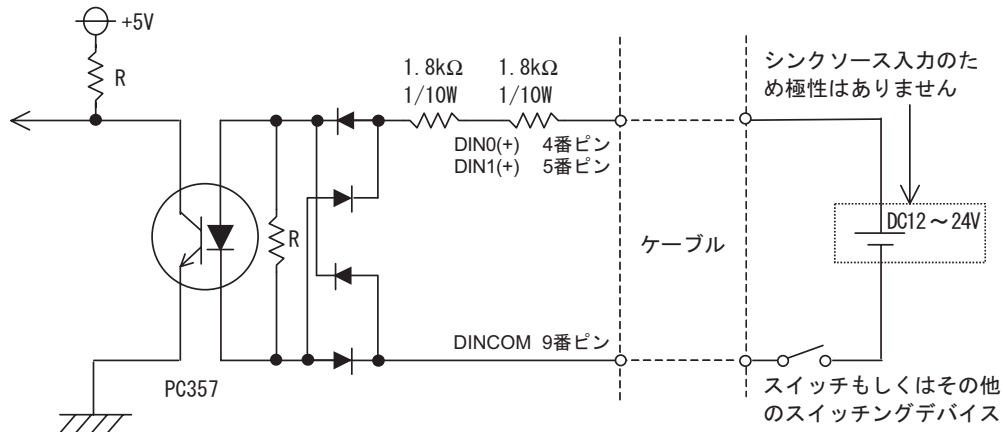 +5V
R
1.8kΩ 1.8kΩ
1/10W 1/10W
シンクソース入力のた
め極性はありません
DIN0(+) 4番ピン
DIN1(+) 5番ピン
R
ケーブル
DC12～24V
DINCOM 9番ピン
PC357
スイッチもしくはその他
のスイッチングデバイス